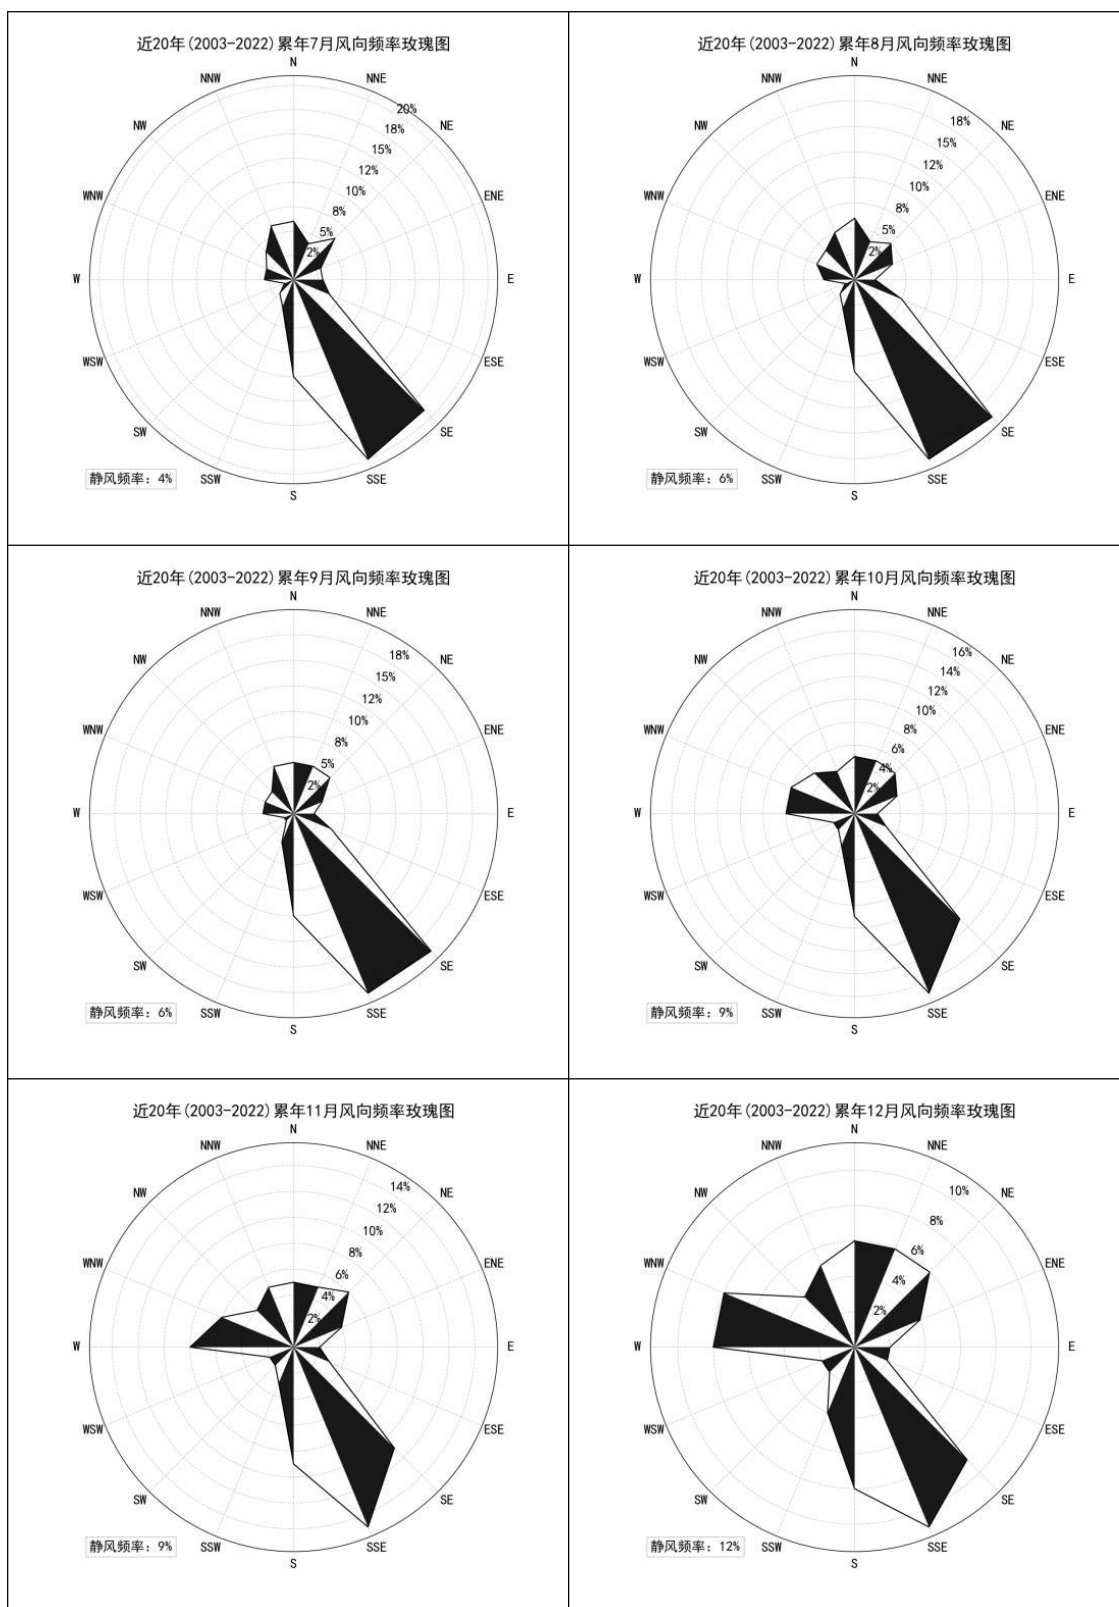 近20年(2003-2022)累年7月风向频率玫瑰图
N
NNW
NNE
20%
NW
18%
NE
15%
12%
WNW
10%
ENE
8%
5%
2%
W
E
WSW
ESE
SW
SE
静风频率: 4%
SSW
SSE
S
近20年(2003-2022)累年8月风向频率玫瑰图
N
NNW
NNE
18%
NW
NE
15%
12%
WNW
10%
ENE
8%
5%
2%
W
E
WSW
ESE
SW
SE
静风频率: 6%
SSW
SSE
S
近20年(2003-2022)累年9月风向频率玫瑰图
N
NNW
NNE
18%
NW
NE
15%
12%
WNW
10%
ENE
8%
5%
2%
W
E
WSW
ESE
SW
SE
静风频率: 6%
SSW
SSE
S
近20年(2003-2022)累年10月风向频率玫瑰图
N
NNW
NNE
16%
NW
NE
14%
12%
WNW
10%
ENE
8%
6%
4%
2%
W
E
WSW
ESE
SW
SE
静风频率: 9%
SSW
SSE
S
近20年(2003-2022)累年11月风向频率玫瑰图
N
NNW
NNE
14%
NW
NE
12%
10%
WNW
8%
ENE
6%
4%
2%
W
E
WSW
ESE
SW
SE
静风频率: 9%
SSW
SSE
S
近20年(2003-2022)累年12月风向频率玫瑰图
N
NNW
NNE
10%
NW
NE
8%
6%
WNW
ENE
4%
2%
W
E
WSW
ESE
SW
SE
静风频率: 12%
SSW
SSE
S